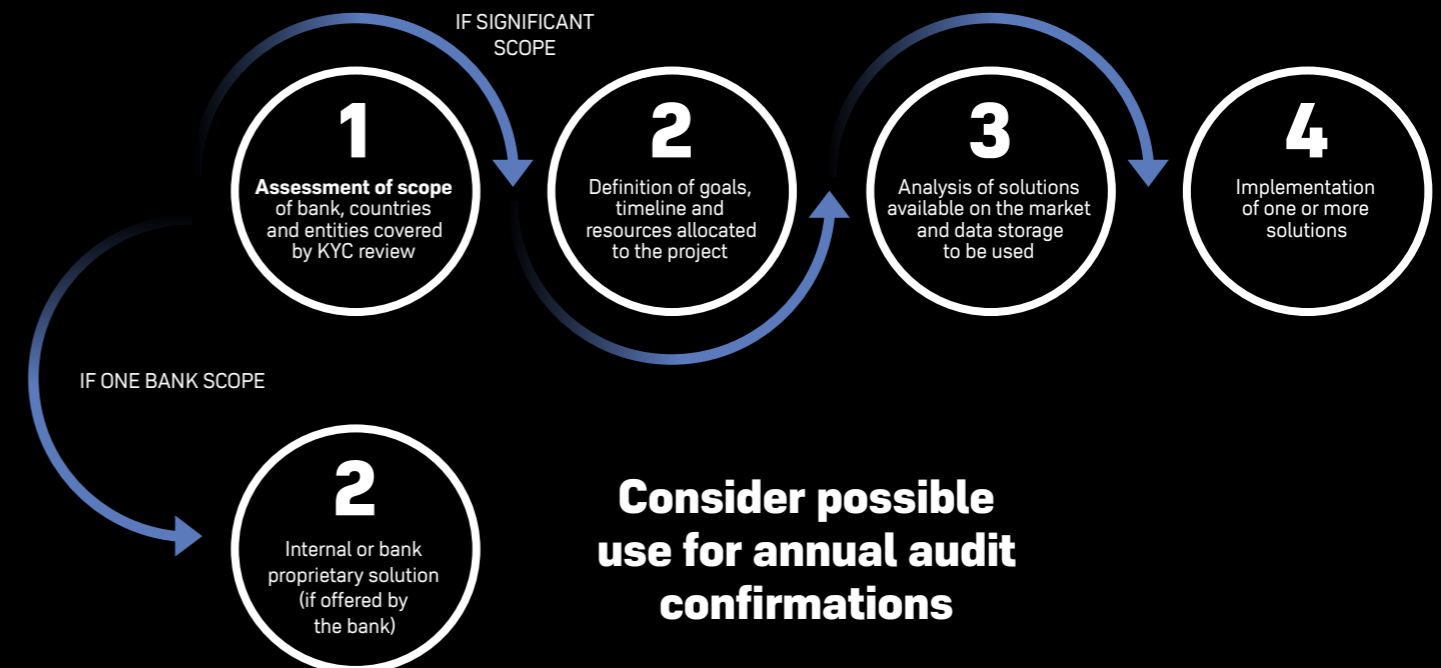 IF SIGNIFICANT
SCOPE
1
Assessment of scope
of bank, countries
and entities covered
by KYC review
2
Definition of goals,
timeline and
resources allocated
to the project
3
Analysis of solutions
available on the market
and data storage
to be used
4
Implementation
of one or more
solutions
IF ONE BANK SCOPE
2
Internal or bank
proprietary solution
(if offered by
the bank)
Consider possible
use for annual audit
confirmations